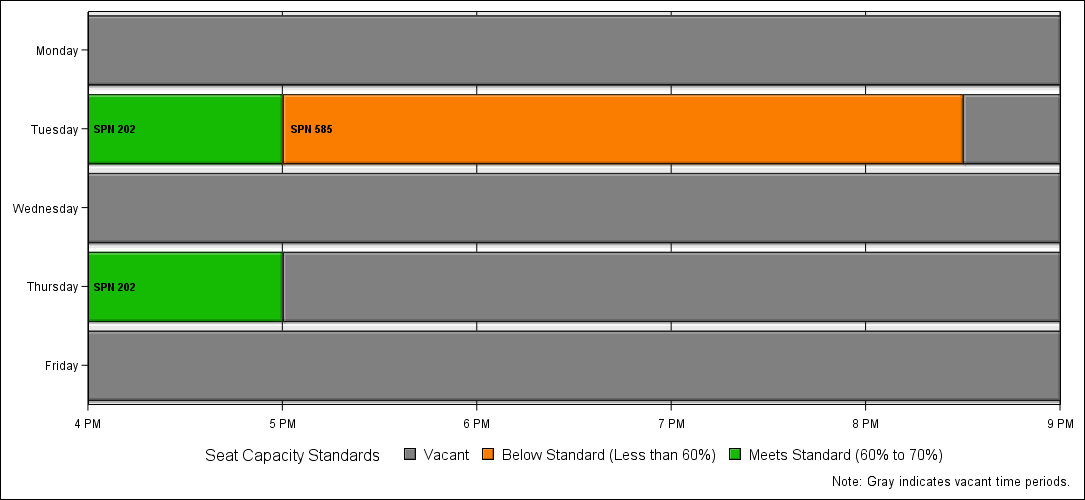 Monday
Tuesday
SPN 202
SPN 585
Wednesday
Thursday
SPN 202
Friday
4 PM 5 PM 6 PM 7 PM 8 PM 9 PM
Seat Capacity Standards Vacant Below Standard (Less than 60%) Meets Standard (60% to 70%)
Note: Gray indicates vacant time periods.